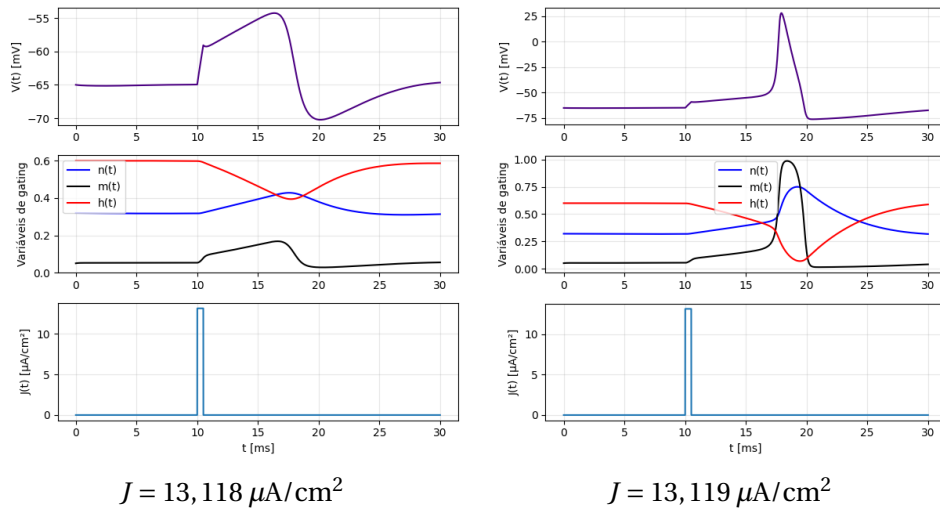 V(t) [mV]
−55
−60
−65
−70
0 5 10 15 20 25 30
Variáveis de gating
0.6
0.4
0.2
0.0
n(t)
m(t)
h(t)
0 5 10 15 20 25 30
J(t) [µA/cm²]
10
5
0
0 5 10 15 20 25 30
t [ms]
J = 13, 118 µA/cm²
V(t) [mV]
25
0
−25
−50
−75
0 5 10 15 20 25 30
Variáveis de gating
1.00
0.75
0.50
0.25
0.00
n(t)
m(t)
h(t)
0 5 10 15 20 25 30
J(t) [µA/cm²]
10
5
0
0 5 10 15 20 25 30
t [ms]
J = 13, 119 µA/cm²